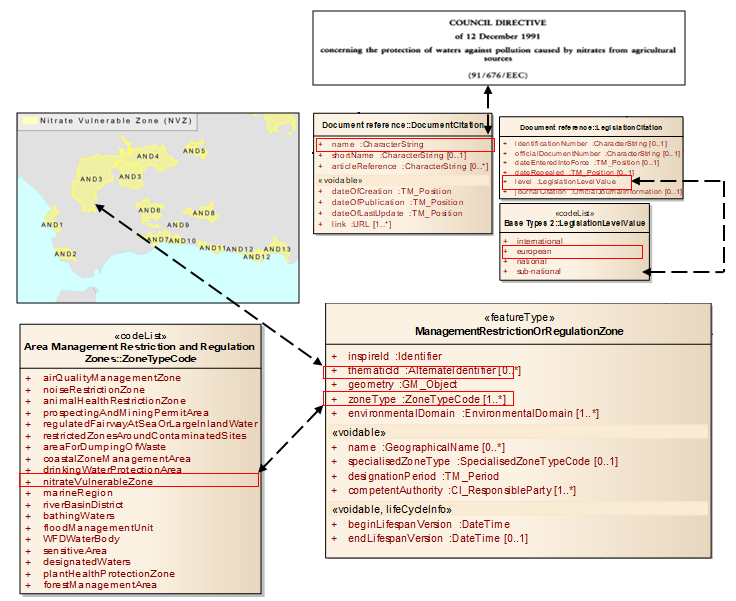 COUNCIL DIRECTIVE
of 12 December 1991
concerning the protection of waters against pollution caused by nitrates from agricultural
sources
(91/676/EEC)
Nitrate Vulnerable Zone (NVZ)
AND5
AND4
AND3
AND3
AND1
AND6
AND8
AND9
AND7
AND10
AND11
AND12
AND13
AND12
AND2
Document reference::DocumentCitation
+ name :CharacterString
+ shortName :CharacterString [0..1]
+ articleReference :CharacterString [0..*]
«voidable»
+ dateOfCreation :TM_Position
+ dateOfPublication :TM_Position
+ dateOfLastUpdate :TM_Position
+ link :URL [1..*]
Document reference::LegislationCitation
+ identificationNumber :CharacterString [0..1]
+ officialDocumentNumber :CharacterString [0..1]
+ dateEnteredIntoForce :TM_Position [0..1]
+ dateRepealed :TM_Position [0..1]
+ level :LegislationLevelValue
+ journalCitation :OfficialJournalInformation [0..1]
«codeList»
Base Types 2::LegislationLevelValue
+ international
+ european
+ national
+ sub-national
«codeList»
Area Management Restriction and Regulation
Zones::ZoneTypeCode
+ airQualityManagementZone
+ noiseRestrictionZone
+ animalHealthRestrictionZone
+ prospectingAndMiningPermitArea
+ regulatedFairwayAtSeaOrLargeInlandWater
+ restrictedZonesAroundContaminatedSites
+ areaForDumpingOfWaste
+ coastalZoneManagementArea
+ drinkingWaterProtectionArea
+ nitrateVulnerableZone
+ marineRegion
+ riverBasinDistrict
+ bathingWaters
+ floodManagementUnit
+ WFDWaterBody
+ sensitiveArea
+ designatedWaters
+ plantHealthProtectionZone
+ forestManagementArea
«featureType»
ManagementRestrictionOrRegulationZone
+ inspireId :Identifier
+ thematicId :AlternateIdentifier [0..*]
+ geometry :GM_Object
+ zoneType :ZoneTypeCode [1..*]
+ environmentalDomain :EnvironmentalDomain [1..*]
«voidable»
+ name :GeographicalName [0..*]
+ specialisedZoneType :SpecialisedZoneTypeCode [0..1]
+ designationPeriod :TM_Period
+ competentAuthority :CI_ResponsibleParty [1..*]
«voidable, lifeCycleInfo»
+ beginLifespanVersion :DateTime
+ endLifespanVersion :DateTime [0..1]